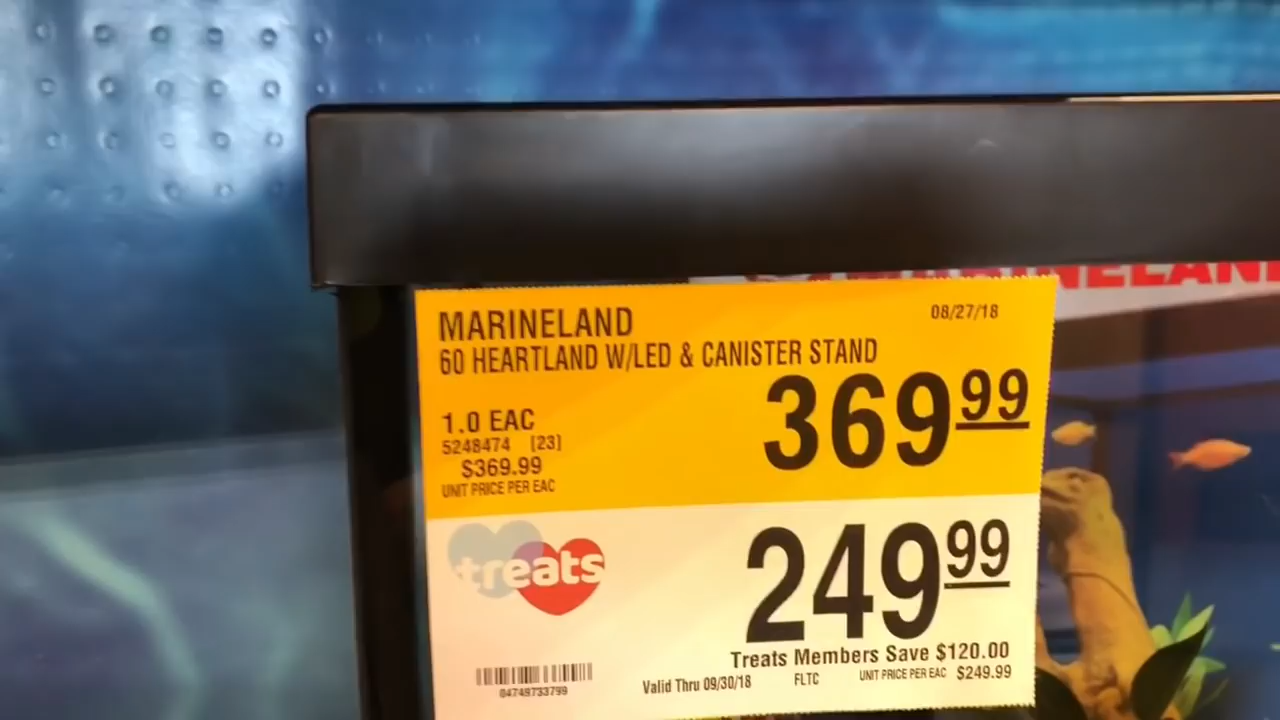 MARINELAND
MARINELAND
08/27/18
60 HEARTLAND W/LED & CANISTER STAND
369 99
1.0 EAC
5248474 [23]
$369.99
UNIT PRICE PER EAC
treats
249 99
Treats Members Save $120.00
04749733799
Valid Thru 09/30/18 FLTC UNIT PRICE PER EAC $249.99